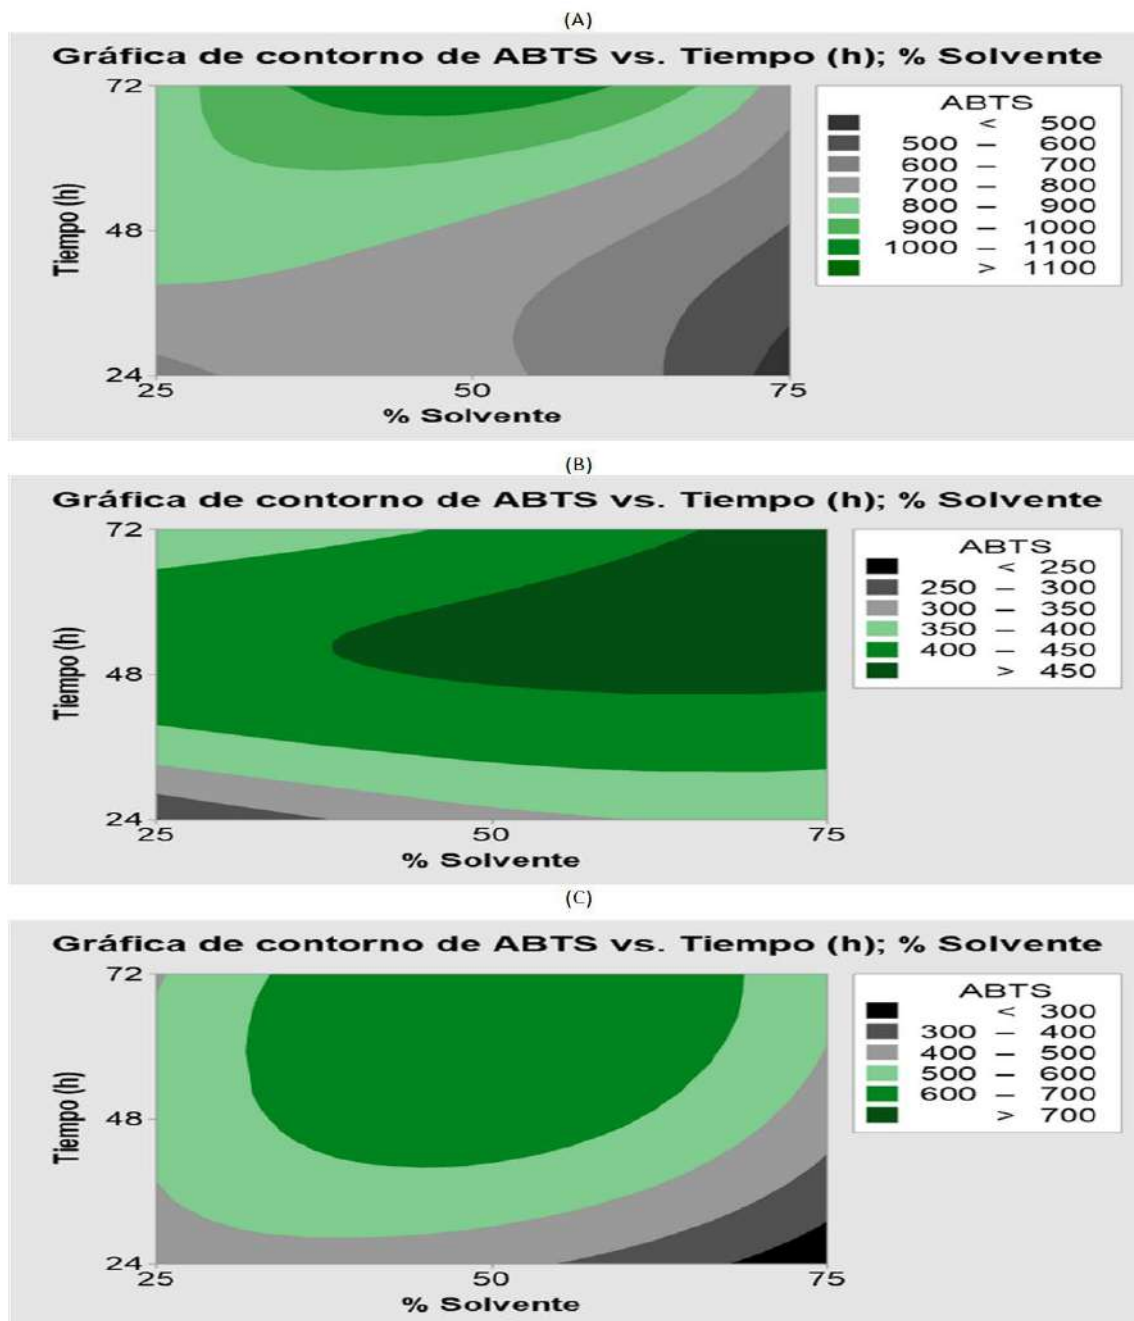 (A)
Gráfica de contorno de ABTS vs. Tiempo (h); % Solvente
ABTS
< 500
500 – 600
600 – 700
700 – 800
800 – 900
900 – 1000
1000 – 1100
> 1100
72
48
24
Tiempo (h)
25 50 75
% Solvente
(B)
Gráfica de contorno de ABTS vs. Tiempo (h); % Solvente
ABTS
< 250
250 – 300
300 – 350
350 – 400
400 – 450
> 450
72
48
24
Tiempo (h)
25 50 75
% Solvente
(C)
Gráfica de contorno de ABTS vs. Tiempo (h); % Solvente
ABTS
< 300
300 – 400
400 – 500
500 – 600
600 – 700
> 700
72
48
24
Tiempo (h)
25 50 75
% Solvente